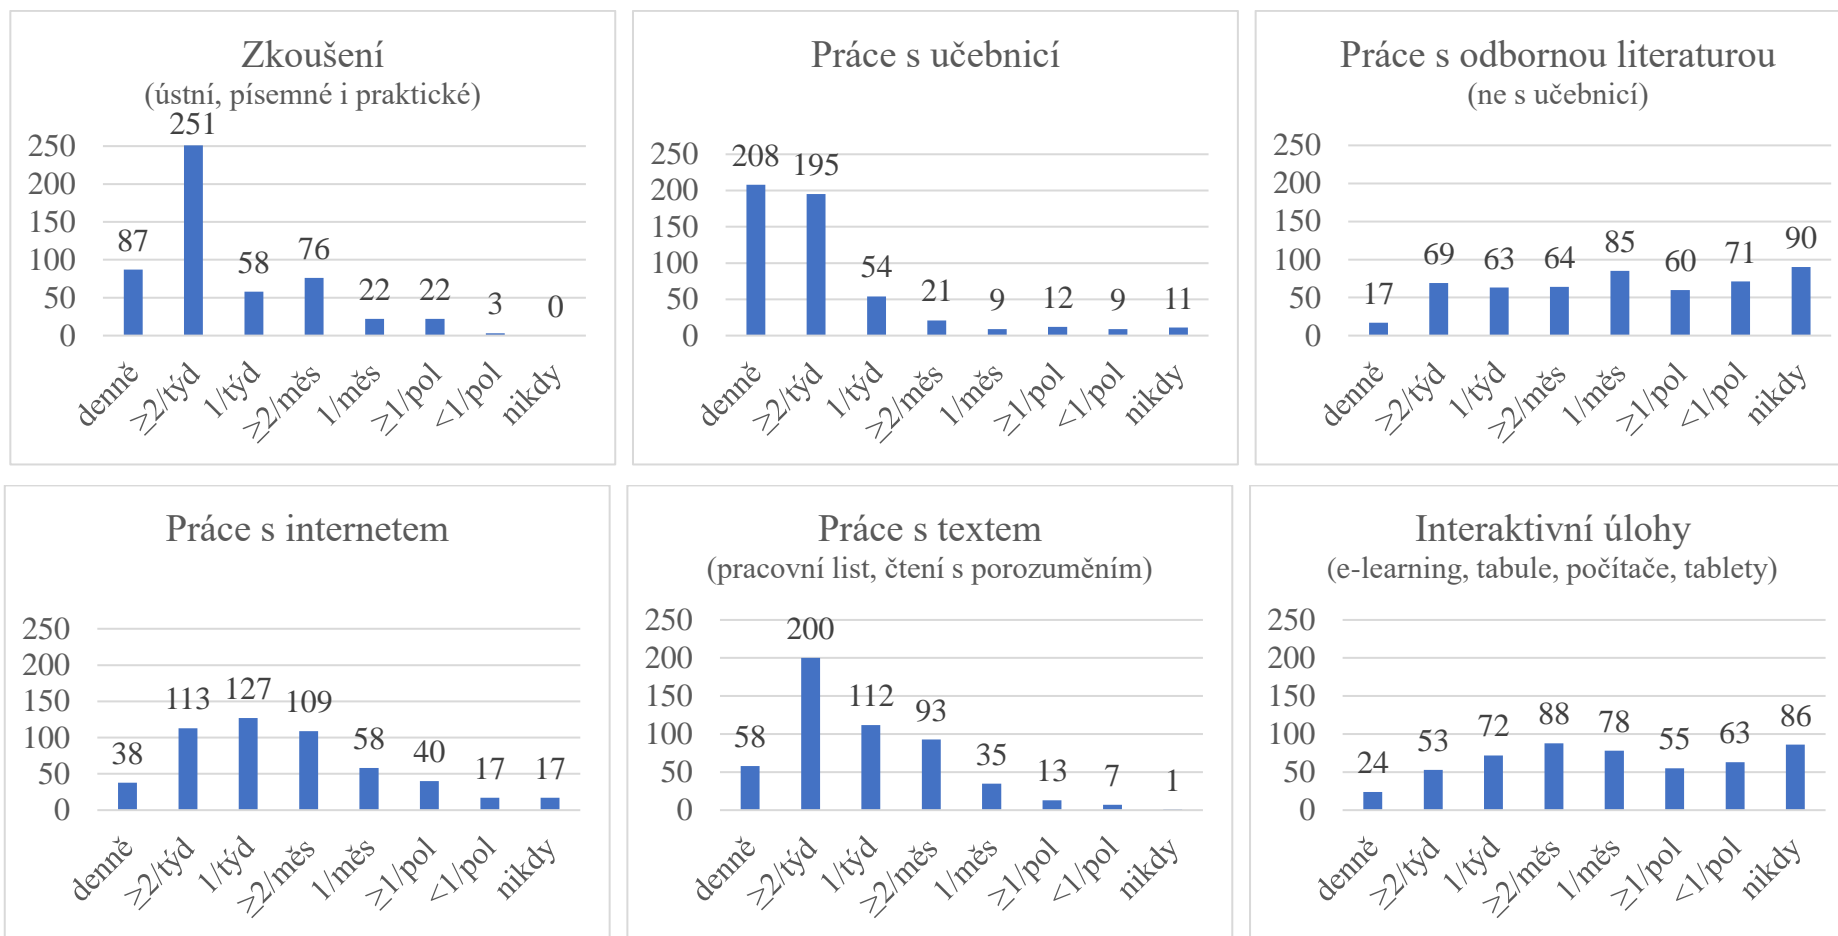 Zkoušení
(ústní, písemné i praktické)
250
200
150
100
50
0
87
251
58
76
22
22
3
0
denně
≥2/týd
1/týd
≥2/měs
1/měs
≥1/pol
<1/pol
nikdy
Práce s učebnicí
250
200
150
100
50
0
208
195
54
21
9
12
9
11
denně
≥2/týd
1/týd
≥2/měs
1/měs
≥1/pol
<1/pol
nikdy
Práce s odbornou literaturou
(ne s učebnicí)
250
200
150
100
50
0
17
69
63
64
85
60
71
90
denně
≥2/týd
1/týd
≥2/měs
1/měs
≥1/pol
<1/pol
nikdy
Práce s internetem
250
200
150
100
50
0
38
113
127
109
58
40
17
17
denně
≥2/týd
1/týd
≥2/měs
1/měs
≥1/pol
<1/pol
nikdy
Práce s textem
(pracovní list, čtení s porozuměním)
250
200
150
100
50
0
58
200
112
93
35
13
7
1
denně
≥2/týd
1/týd
≥2/měs
1/měs
≥1/pol
<1/pol
nikdy
Interaktivní úlohy
(e-learning, tabule, počítače, tablety)
250
200
150
100
50
0
24
53
72
88
78
55
63
86
denně
≥2/týd
1/týd
≥2/měs
1/měs
≥1/pol
<1/pol
nikdy